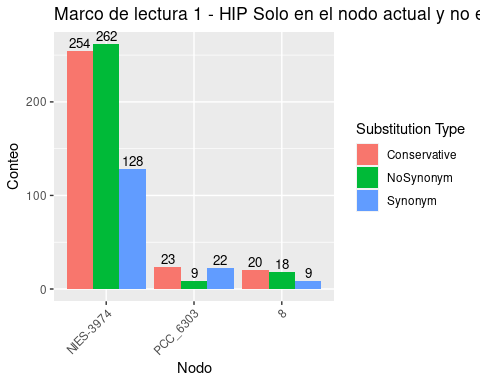 Marco de lectura 1 - HIP Solo en el nodo actual y no e
Conteo
200
100
0
254
262
128
23
9
22
20
18
9
NIES-3974
PCC_6303
8
Nodo
Substitution Type
Conservative
NoSynonym
Synonym